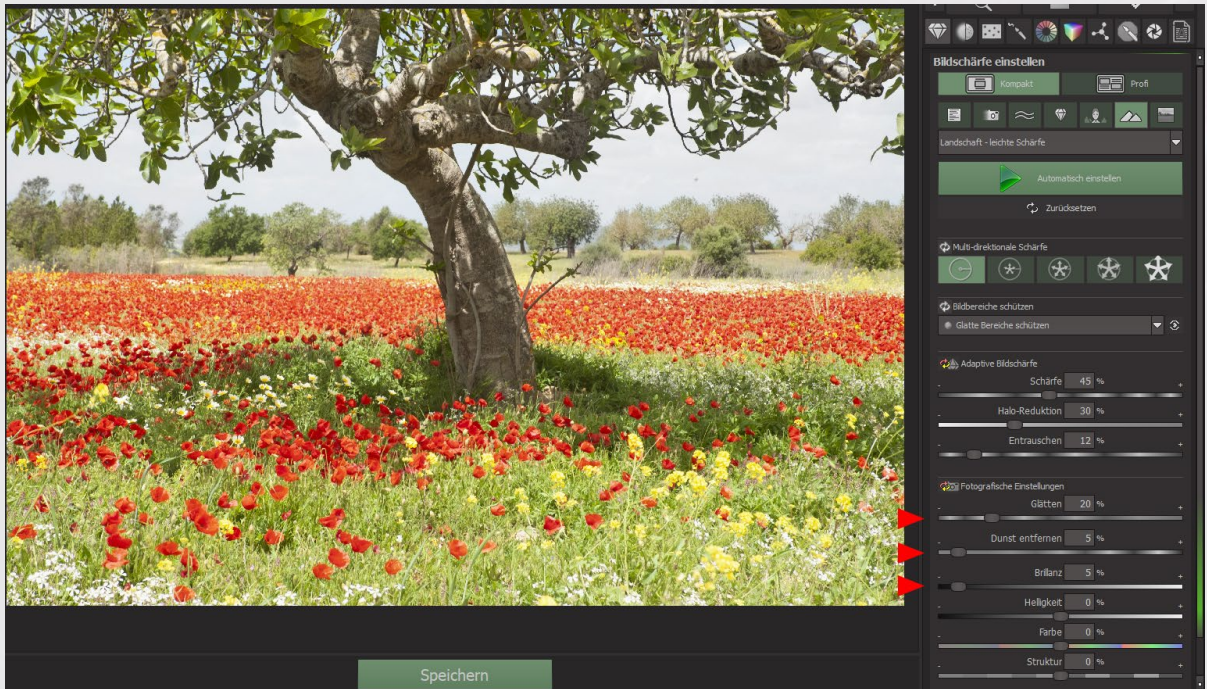 Bildschärfe einstellen
Kompakt
Profi
Landschaft - leichte Schärfe
Automatisch einstellen
Zurücksetzen
Multi-direktionale Schärfe
Bildbereiche schützen
Glatte Bereiche schützen
Adaptive Bildschärfe
Schärfe 45 %
- +
Halo-Reduktion 30 %
- +
Entrauschen 12 %
- +
Fotografische Einstellungen
Glätten 20 %
- +
Dunst entfernen 5 %
- +
Brillanz 5 %
- +
Helligkeit 0 %
- +
Farbe 0 %
- +
Struktur 0 %
- +
Speichern